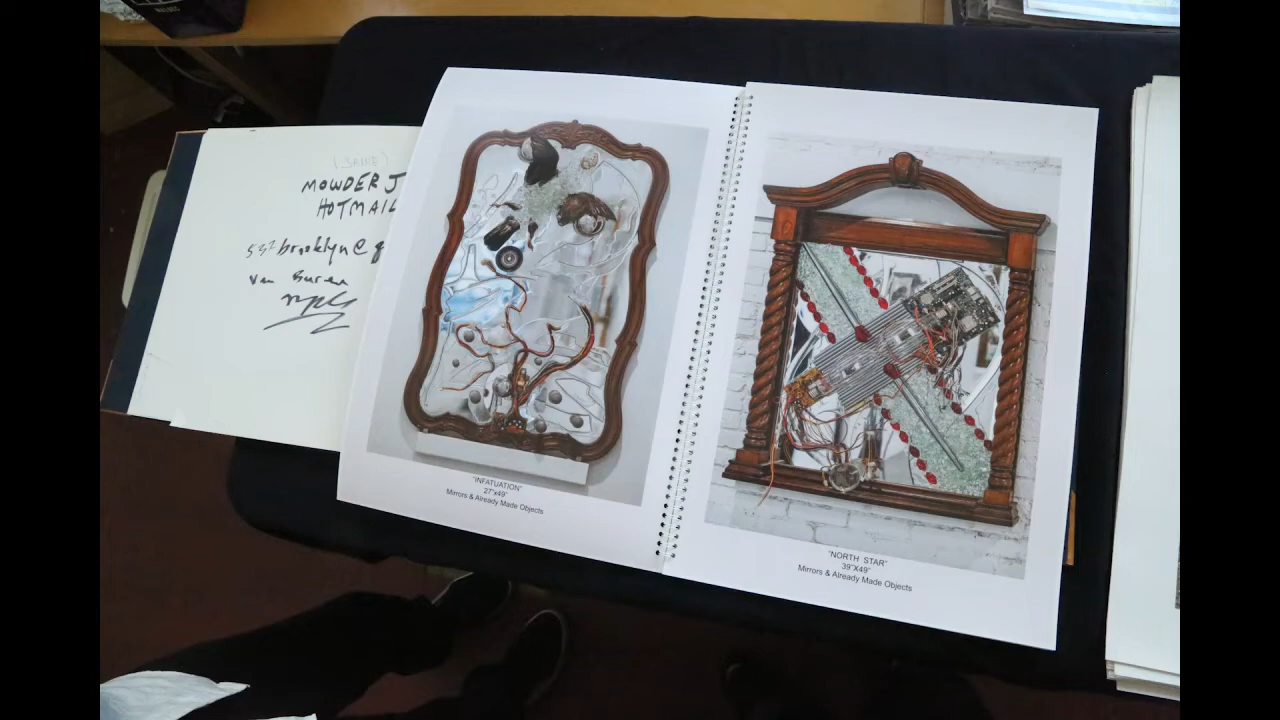 (SAME)
MOWDER J
HOTMAIL
532brooklyn@g
Van Buren
"INFATUATION"
27"x49"
Mirrors & Already Made Objects
"NORTH STAR"
39"X49"
Mirrors & Already Made Objects